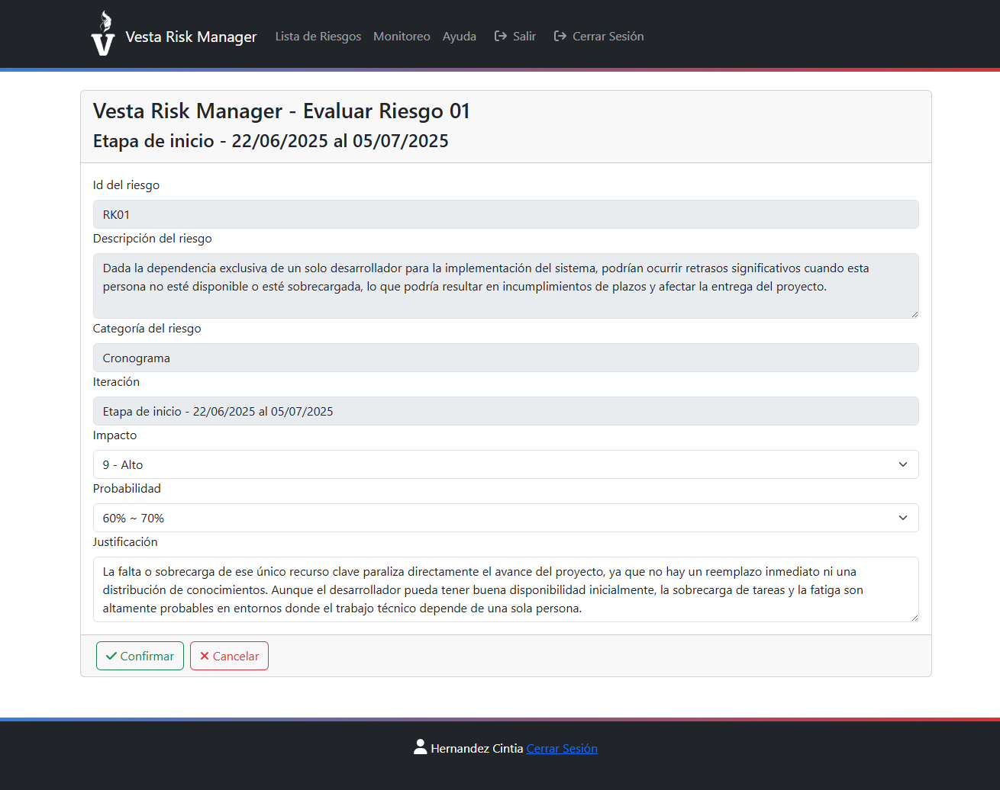 V
Vesta Risk Manager
Lista de Riesgos
Monitoreo
Ayuda
Salir
Cerrar Sesión
Vesta Risk Manager - Evaluar Riesgo 01
Etapa de inicio - 22/06/2025 al 05/07/2025
Id del riesgo
RK01
Descripción del riesgo
Dada la dependencia exclusiva de un solo desarrollador para la implementación del sistema, podrían ocurrir retrasos significativos cuando esta
persona no esté disponible o esté sobrecargada, lo que podría resultar en incumplimientos de plazos y afectar la entrega del proyecto.
Categoría del riesgo
Cronograma
Iteración
Etapa de inicio - 22/06/2025 al 05/07/2025
Impacto
9 - Alto
Probabilidad
60% ~ 70%
Justificación
La falta o sobrecarga de ese único recurso clave paraliza directamente el avance del proyecto, ya que no hay un reemplazo inmediato ni una
distribución de conocimientos. Aunque el desarrollador pueda tener buena disponibilidad inicialmente, la sobrecarga de tareas y la fatiga son
altamente probables en entornos donde el trabajo técnico depende de una sola persona.
Confirmar
Cancelar
Hernandez Cintia Cerrar Sesión